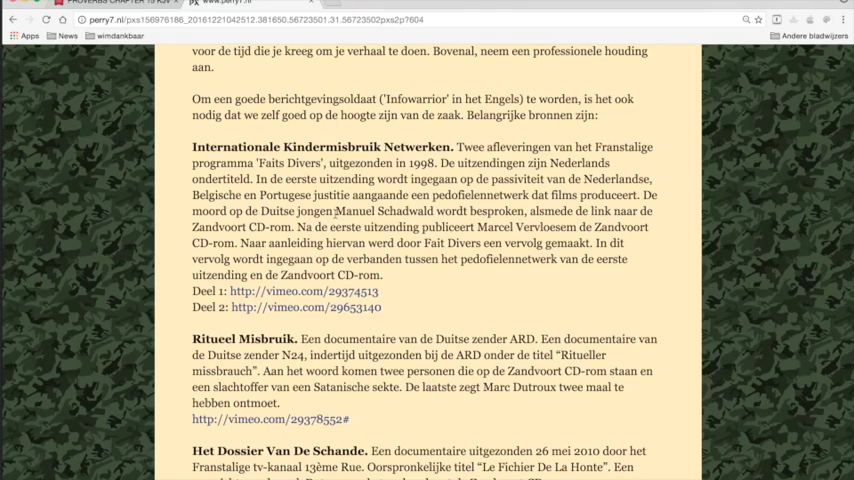 PROVERBS CHAPTER 15 KJV
www.perry7.nl
perry7.nl/pxs156976186_20161221042512.381650.56723501.31.56723502pxs2p?604
Apps News wimdankbaar Andere bladwijzers
voor de tijd die je kreeg om je verhaal te doen. Bovenal, neem een professionele houding
aan.
Om een goede berichtgevingsoldaat ('Infowarrior' in het Engels) te worden, is het ook
nodig dat we zelf goed op de hoogte zijn van de zaak. Belangrijke bronnen zijn:
Internationale Kindermisbruik Netwerken. Twee afleveringen van het Franstalige
programma 'Faits Divers', uitgezonden in 1998. De uitzendingen zijn Nederlands
ondertiteld. In de eerste uitzending wordt ingegaan op de passiviteit van de Nederlandse,
Belgische en Portugese justitie aangaande een pedofielennetwerk dat films produceert. De
moord op de Duitse jongen Manuel Schadwald wordt besproken, alsmede de link naar de
Zandvoort CD-rom. Na de eerste uitzending publiceert Marcel Vervloesem de Zandvoort
CD-rom. Naar aanleiding hiervan werd door Fait Divers een vervolg gemaakt. In dit
vervolg wordt ingegaan op de verbanden tussen het pedofielennetwerk van de eerste
uitzending en de Zandvoort CD-rom.
Deel 1: http://vimeo.com/29374513
Deel 2: http://vimeo.com/29653140
Ritueel Misbruik. Een documentaire van de Duitse zender ARD. Een documentaire van
de Duitse zender N24, indertijd uitgezonden bij de ARD onder de titel “Ritueller
missbrauch”. Aan het woord komen twee personen die op de Zandvoort CD-rom staan en
een slachtoffer van een Satanische sekte. De laatste zegt Marc Dutroux twee maal te
hebben ontmoet.
http://vimeo.com/29378552#
Het Dossier Van De Schande. Een documentaire uitgezonden 26 mei 2010 door het
Franstalige tv-kanaal 13ème Rue. Oorspronkelijke titel “Le Fichier De La Honte”. Een